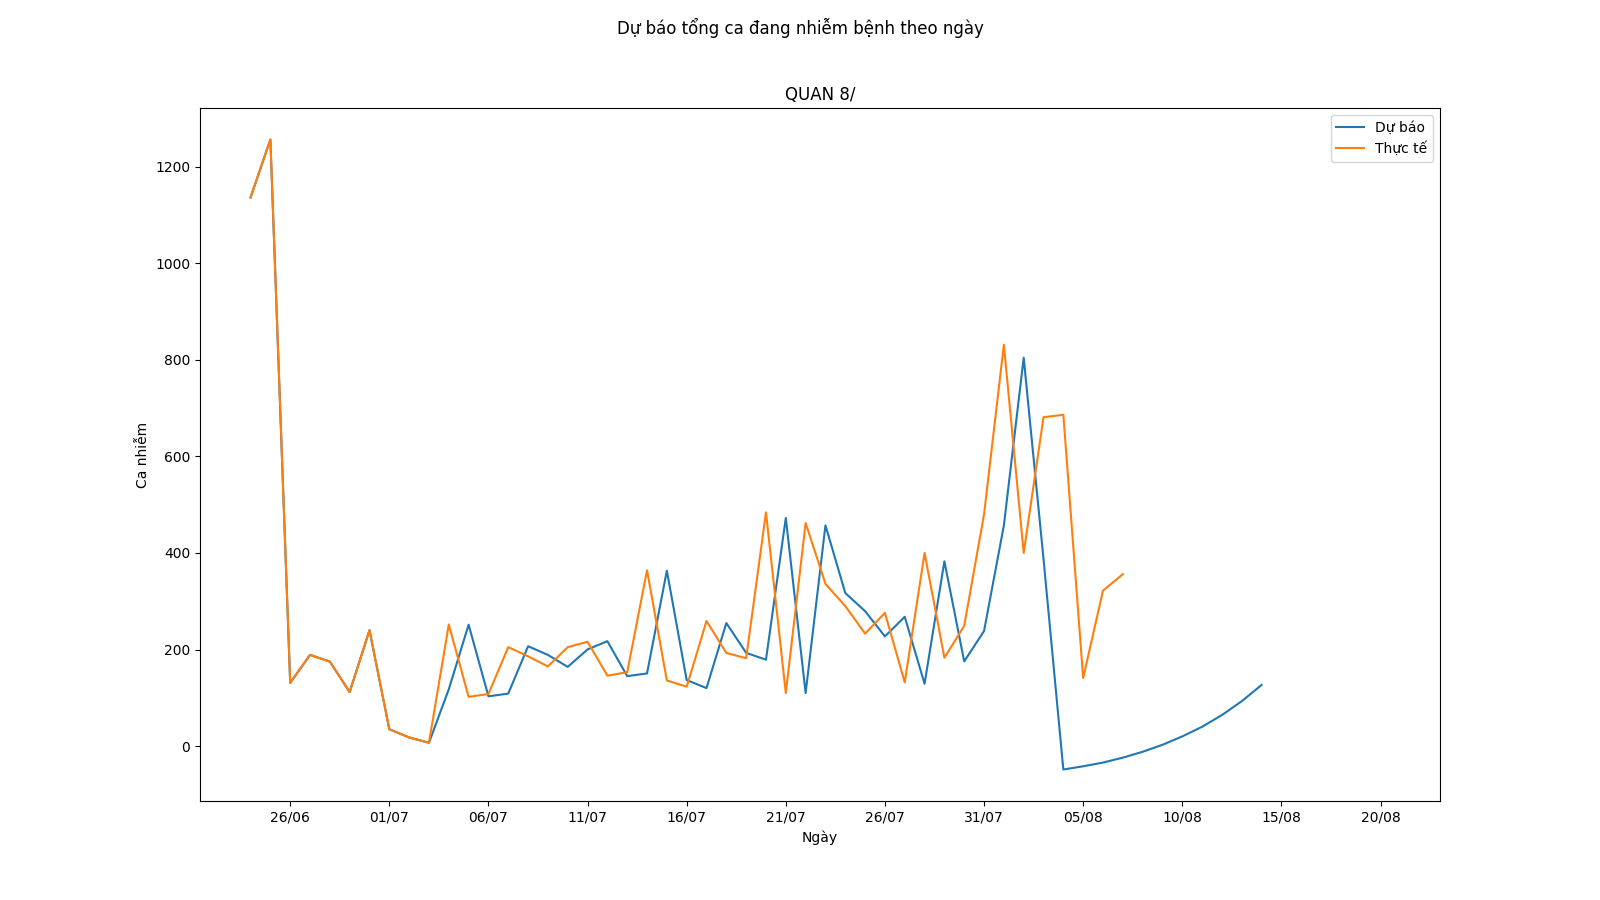 Dự báo tổng ca đang nhiễm bệnh theo ngày
QUAN 8/
Dự báo
Thực tế
1200
1000
800
600
400
200
0
Ca nhiễm
26/06 01/07 06/07 11/07 16/07 21/07 26/07 31/07 05/08 10/08 15/08 20/08
Ngày